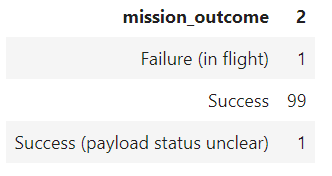 mission_outcome 2
Failure (in flight) 1
Success 99
Success (payload status unclear) 1